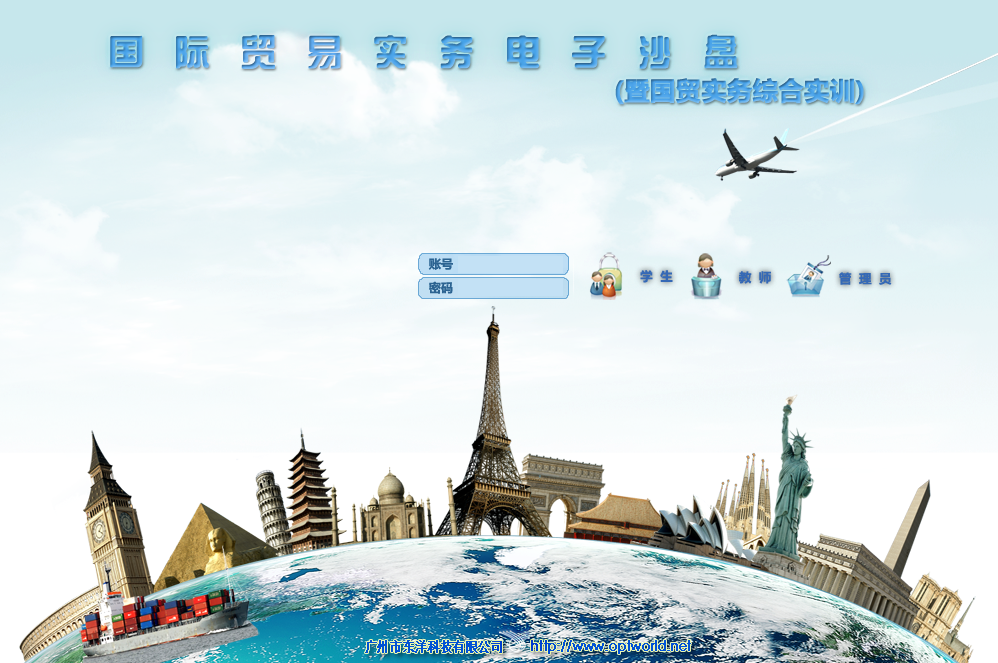 国际贸易实务电子沙盘
(暨国贸实务综合实训)
账号
密码
学生 教师 管理员
广州市东洋科技有限公司 http://www.optworld.net